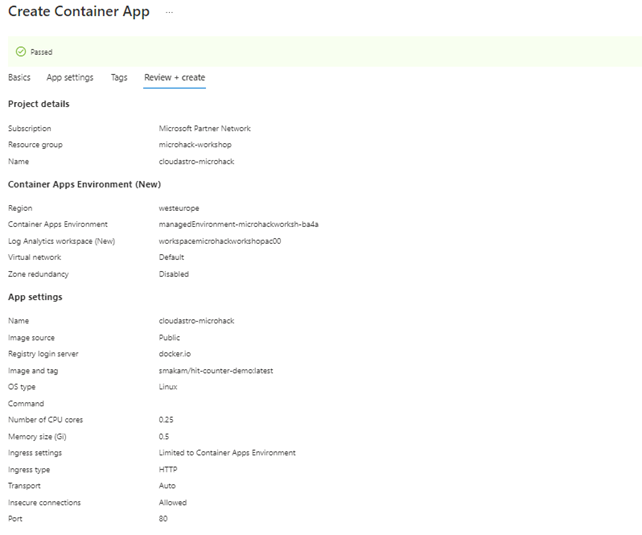 Create Container App ...
Passed
Basics App settings Tags Review + create
Project details
Subscription Microsoft Partner Network
Resource group microhack-workshop
Name cloudastro-microhack
Container Apps Environment (New)
Region westeurope
Container Apps Environment managedEnvironment-microhackworksh-ba4a
Log Analytics workspace (New) workspacemicrohackworkshopac00
Virtual network Default
Zone redundancy Disabled
App settings
Name cloudastro-microhack
Image source Public
Registry login server docker.io
Image and tag smakam/hit-counter-demo:latest
OS type Linux
Command
Number of CPU cores 0.25
Memory size (Gi) 0.5
Ingress settings Limited to Container Apps Environment
Ingress type HTTP
Transport Auto
Insecure connections Allowed
Port 80